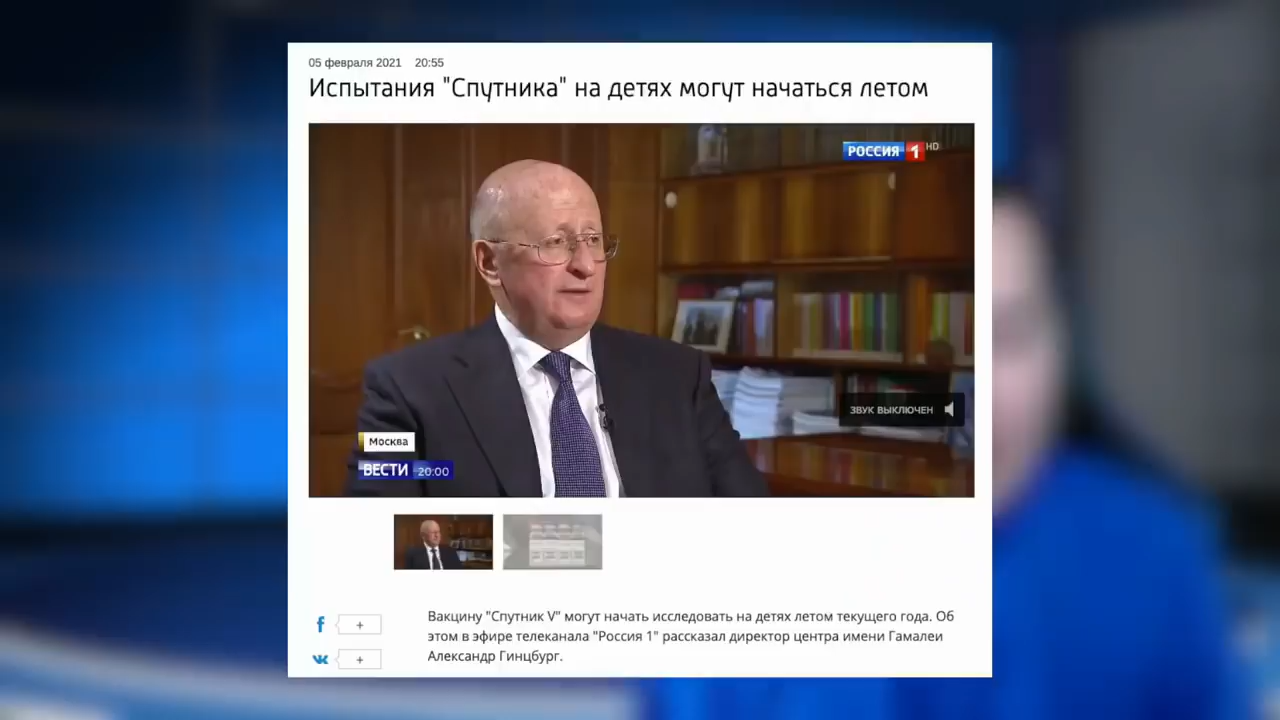 05 февраля 2021 20:55
Испытания "Спутника" на детях могут начаться летом
РОССИЯ 1 HD
ЗВУК ВЫКЛЮЧЕН
Москва
ВЕСТИ 20:00
f +
+
Вакцину "Спутник V" могут начать исследовать на детях летом текущего года. Об
этом в эфире телеканала "Россия 1" рассказал директор центра имени Гамалеи
Александр Гинцбург.